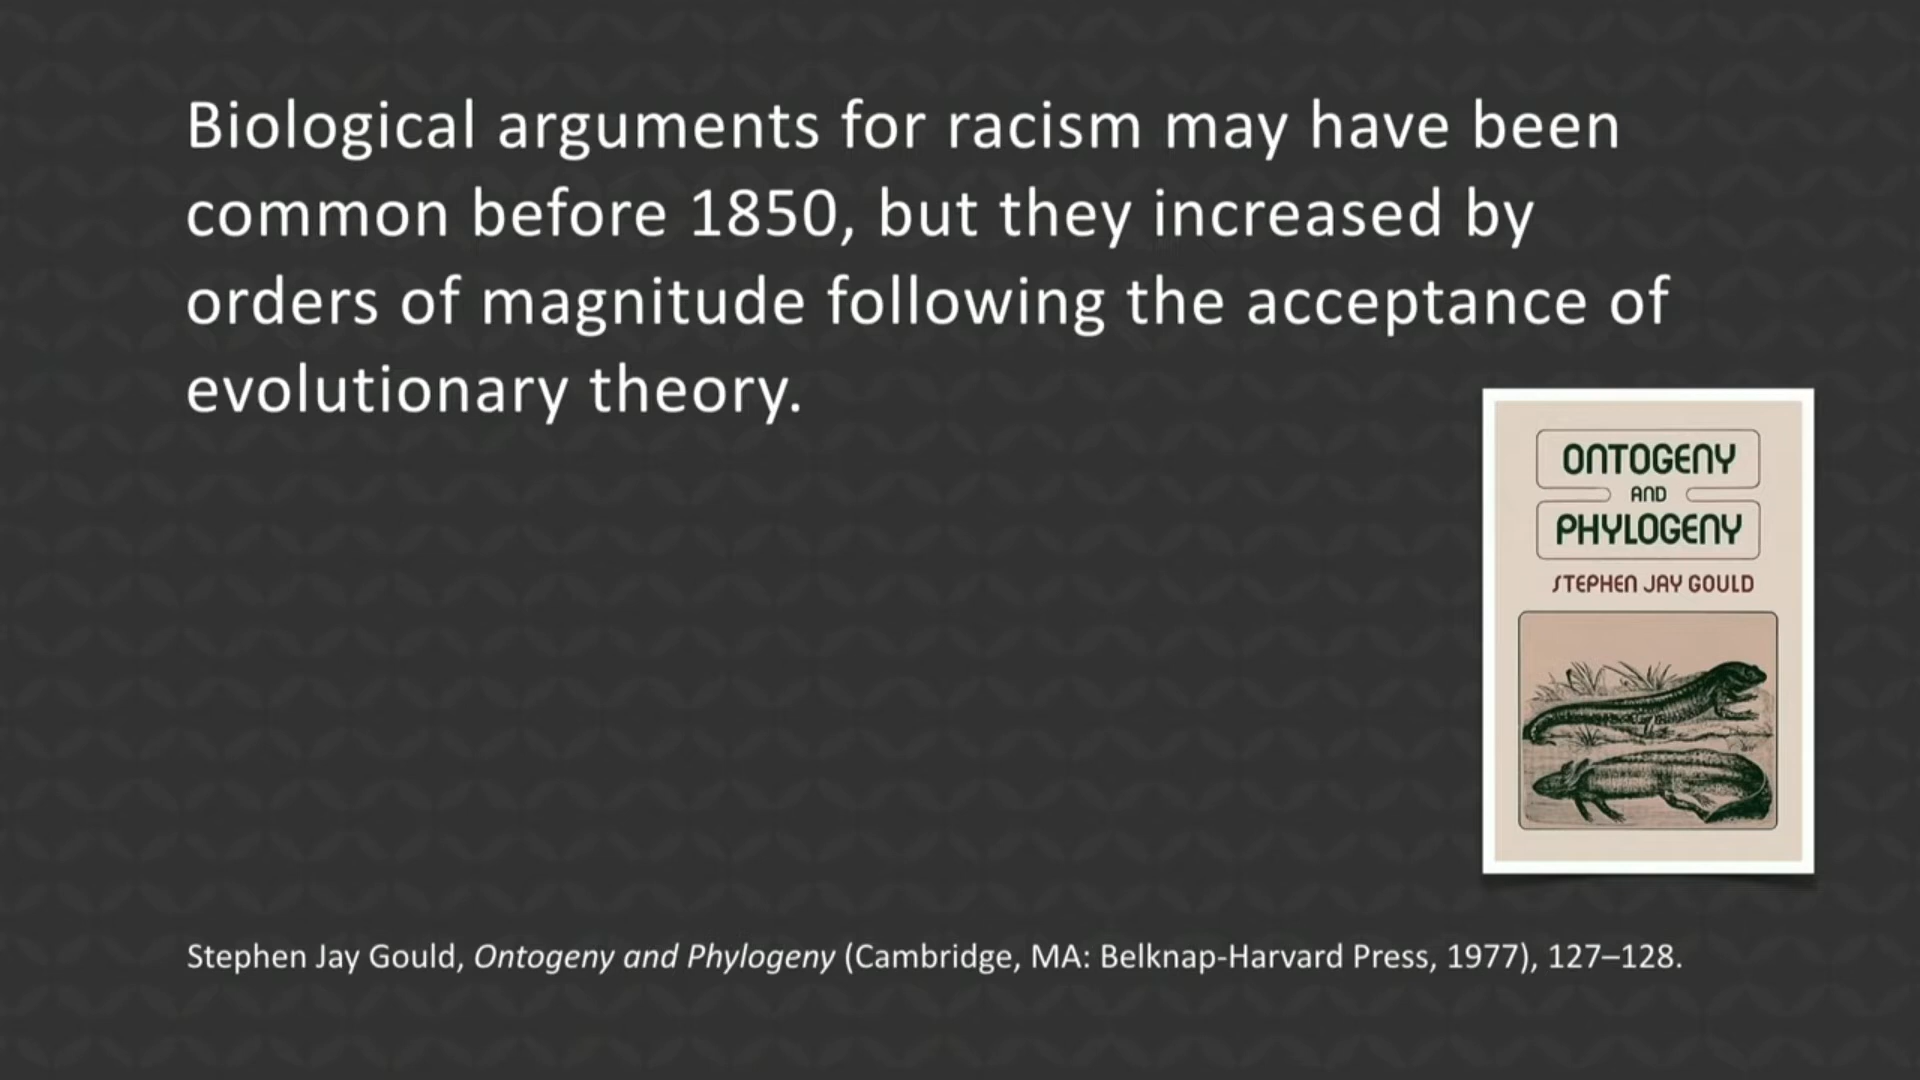 Biological arguments for racism may have been
common before 1850, but they increased by
orders of magnitude following the acceptance of
evolutionary theory.
ONTOGENY
AND
PHYLOGENY
STEPHEN JAY GOULD
Stephen Jay Gould, Ontogeny and Phylogeny (Cambridge, MA: Belknap-Harvard Press, 1977), 127–128.